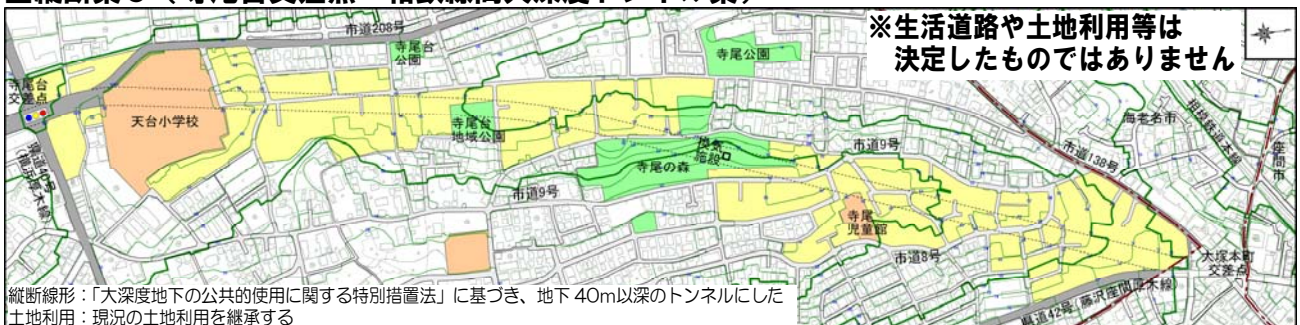 ※生活道路や土地利用等は
決定したものではありません
市道208号
寺尾台
公園
寺尾公園
寺尾台
交差点
天台小学校
寺尾台
地域公園
換気
施設
寺尾の森
市道9号
市道9号
海老名市
相模鉄道本線
座間市
市道138号
寺尾
児童館
市道8号
大塚本町
交差点
県道42号(藤沢座間厚木線)
縦断線形：「大深度地下の公共的使用に関する特別措置法」に基づき、地下40m以深のトンネルにした
土地利用：現況の土地利用を継承する